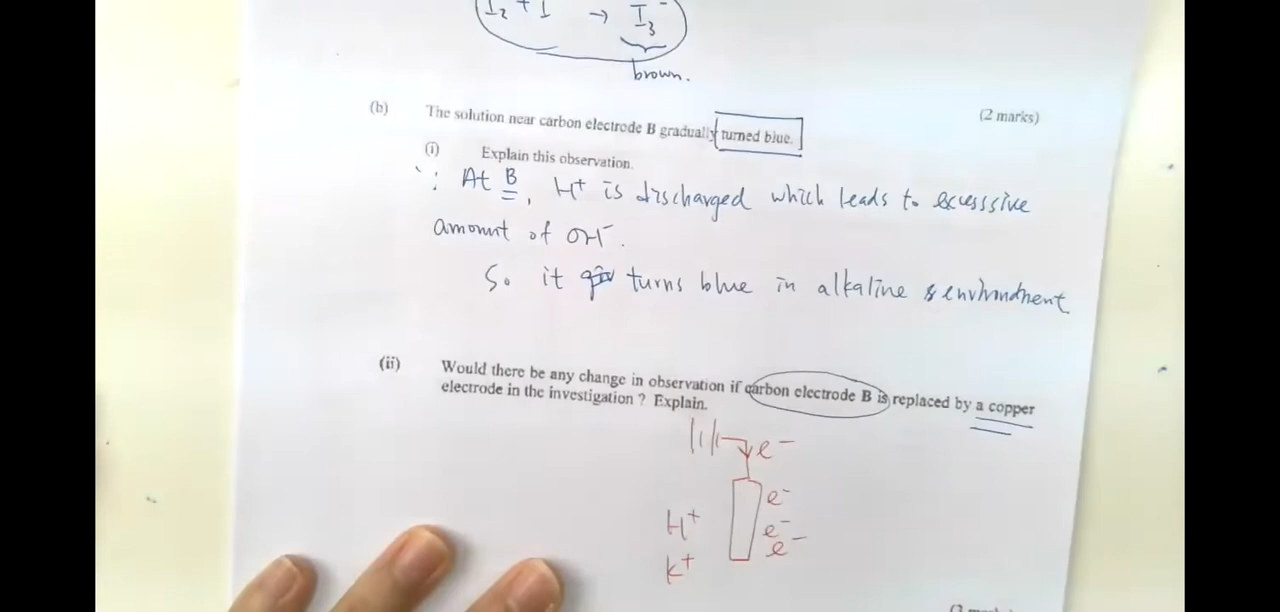 I₂ + I → I₃⁻
brown.
(b) The solution near carbon electrode B gradually turned blue. (2 marks)
(i) Explain this observation.
∵ At B, H⁺ is discharged which leads to excesssive
amount of OH⁻.
So it turns blue in alkaline environdnent
(ii) Would there be any change in observation if carbon electrode B is replaced by a copper
electrode in the investigation ? Explain.
e⁻
e⁻
H⁺ e⁻
e⁻
K⁺